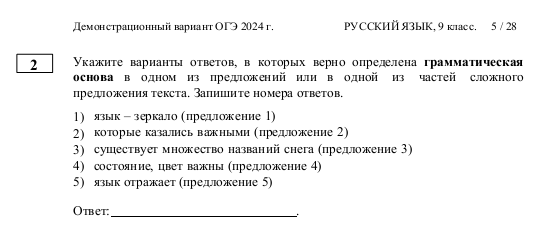 Демонстрационный вариант ОГЭ 2024 г. РУССКИЙ ЯЗЫК, 9 класс. 5 / 28
2 Укажите варианты ответов, в которых верно определена грамматическая
основа в одном из предложений или в одной из частей сложного
предложения текста. Запишите номера ответов.
1) язык – зеркало (предложение 1)
2) которые казались важными (предложение 2)
3) существует множество названий снега (предложение 3)
4) состояние, цвет важны (предложение 4)
5) язык отражает (предложение 5)
Ответ: ___________________________.